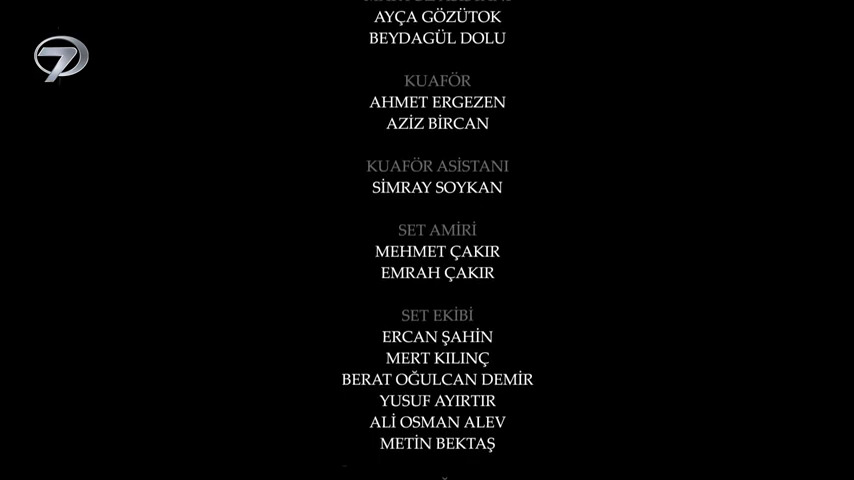 7
AYÇA GÖZÜTOK
BEYDAGÜL DOLU
KUAFÖR
AHMET ERGEZEN
AZİZ BİRCAN
KUAFÖR ASİSTANI
SİMRAY SOYKAN
SET AMİRİ
MEHMET ÇAKIR
EMRAH ÇAKIR
SET EKİBİ
ERCAN ŞAHİN
MERT KILINÇ
BERAT OĞULCAN DEMİR
YUSUF AYIRTIR
ALİ OSMAN ALEV
METİN BEKTAŞ